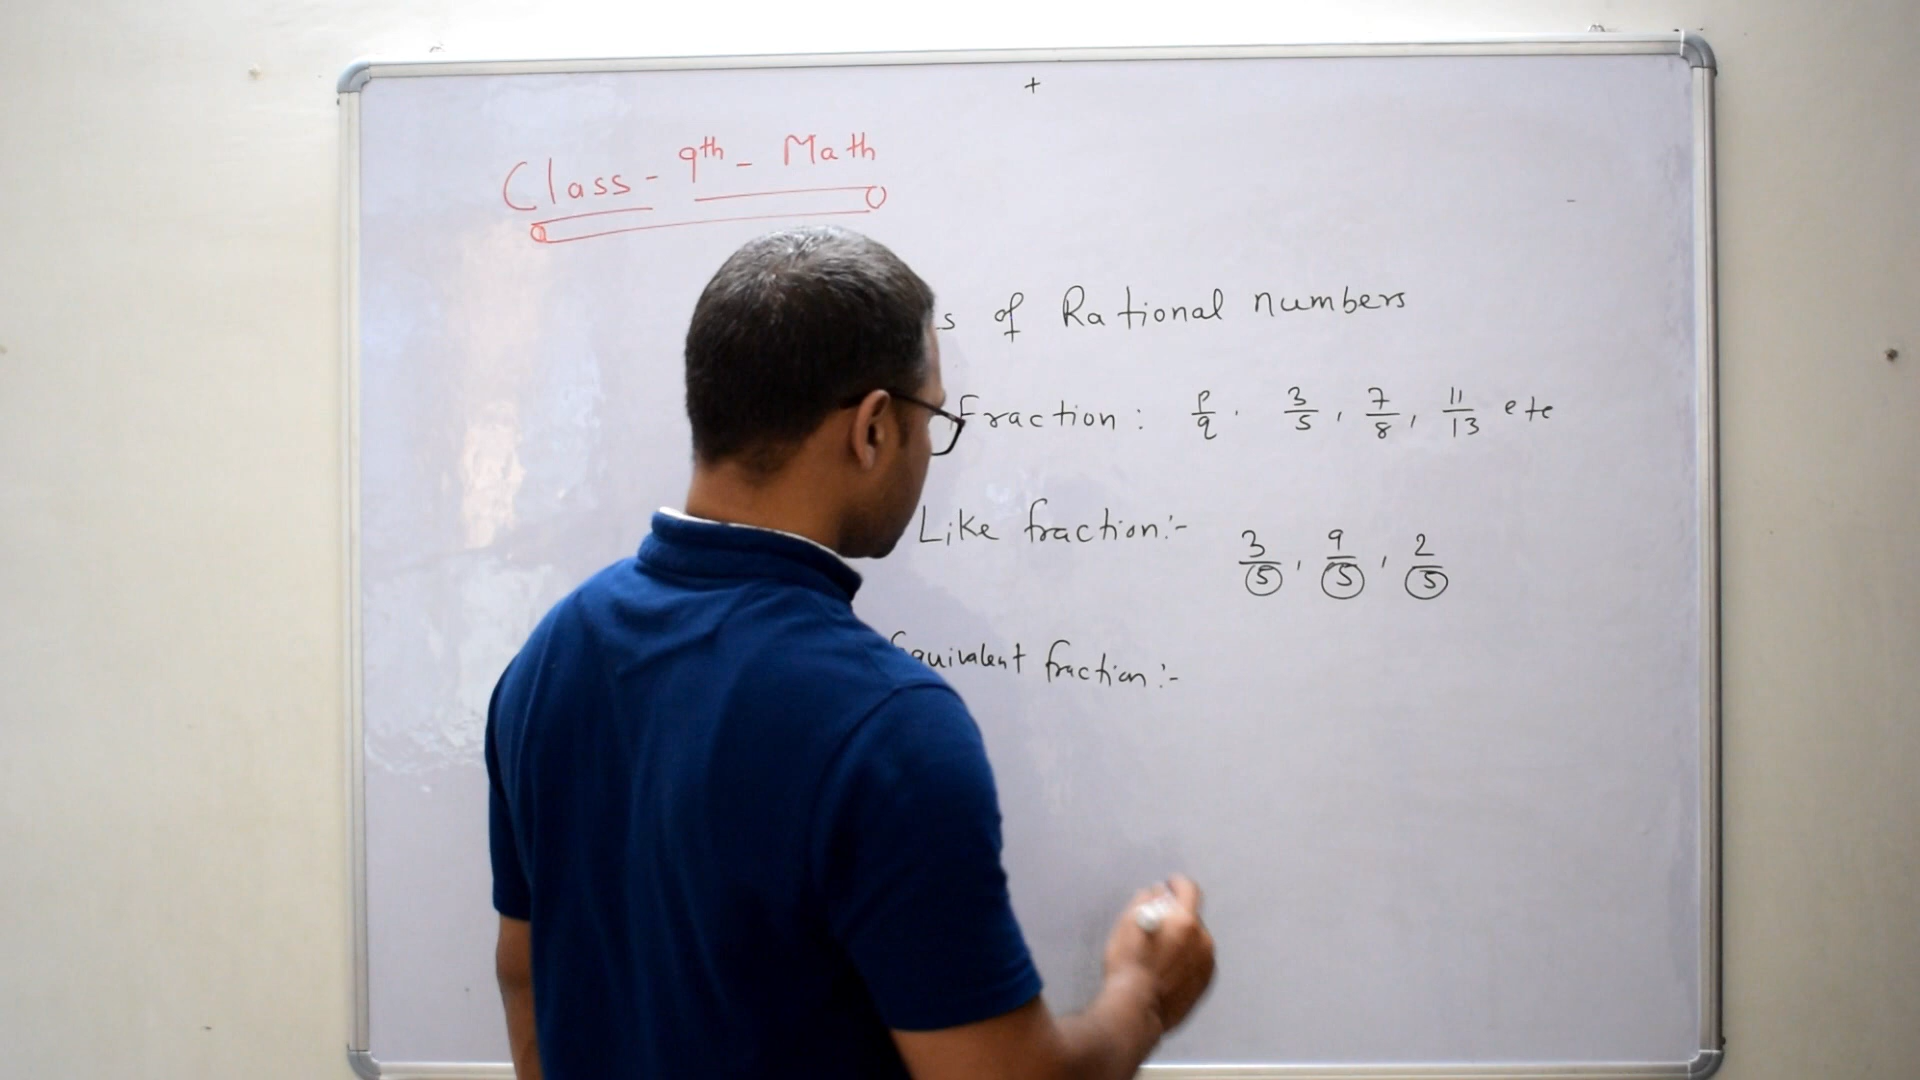 +
Class - 9th - Math
s of Rational numbers
Fraction : p/q . 3/5 , 7/8 , 11/13 etc
Like fraction :- 3/5 , 9/5 , 2/5
Equivalent fraction :-